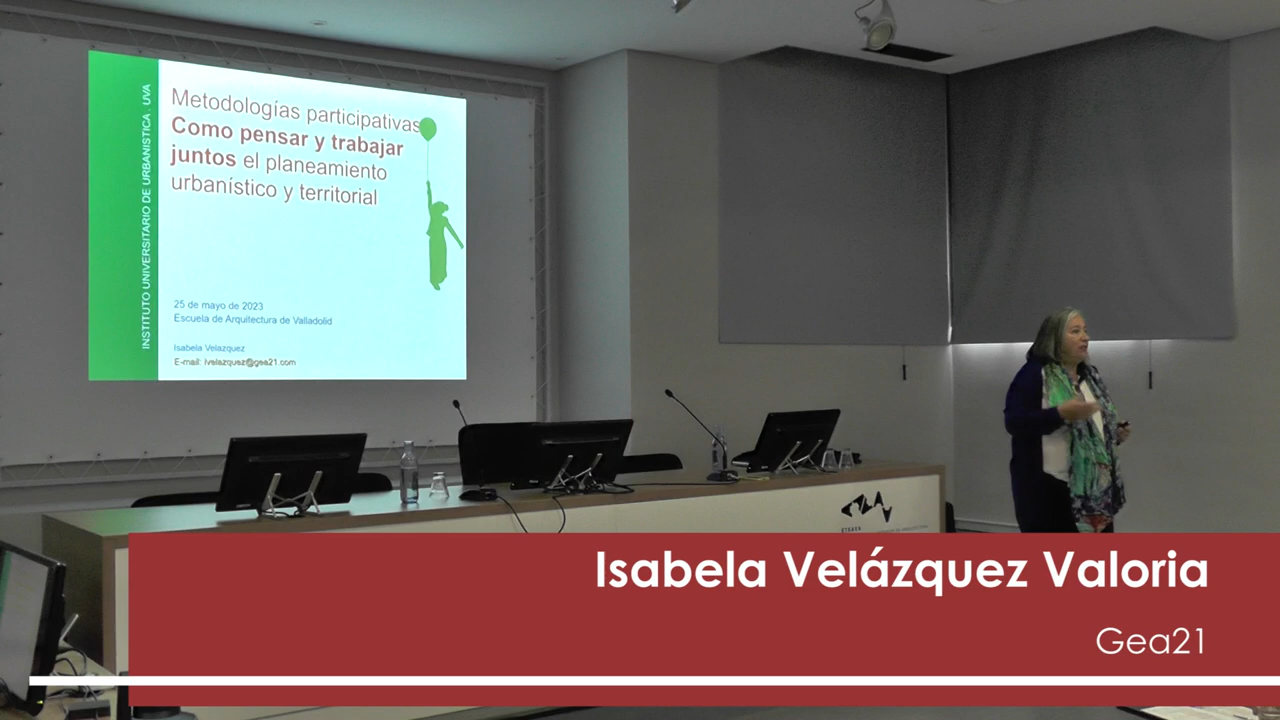 INSTITUTO UNIVERSITARIO DE URBANISTICA . UVA
Metodologías participativas
Como pensar y trabajar
juntos el planeamiento
urbanístico y territorial
25 de mayo de 2023
Escuela de Arquitectura de Valladolid
Isabela Velazquez
E-mail: ivelazquez@gea21.com
Isabela Velázquez Valoria
Gea21